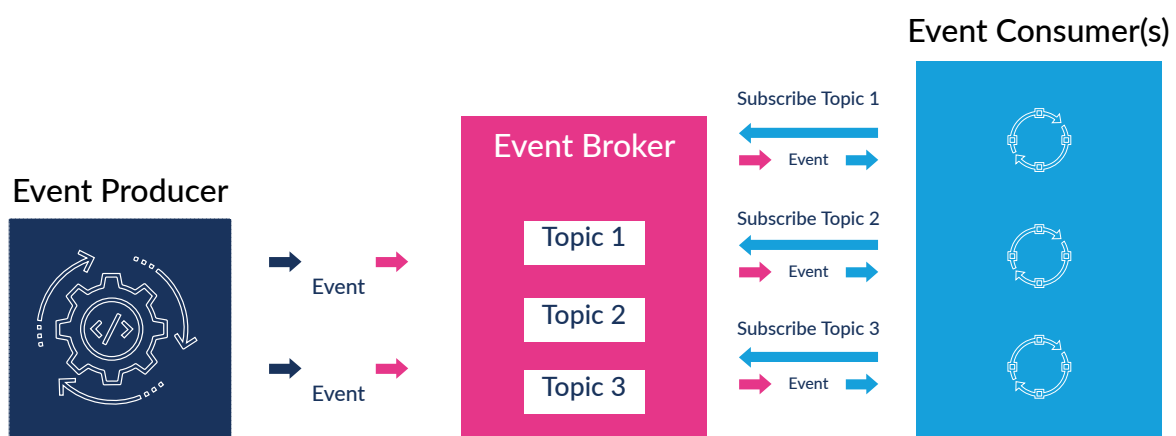 Event Producer
Event
Event
Event Broker
Topic 1
Topic 2
Topic 3
Subscribe Topic 1
Event
Subscribe Topic 2
Event
Subscribe Topic 3
Event
Event Consumer(s)